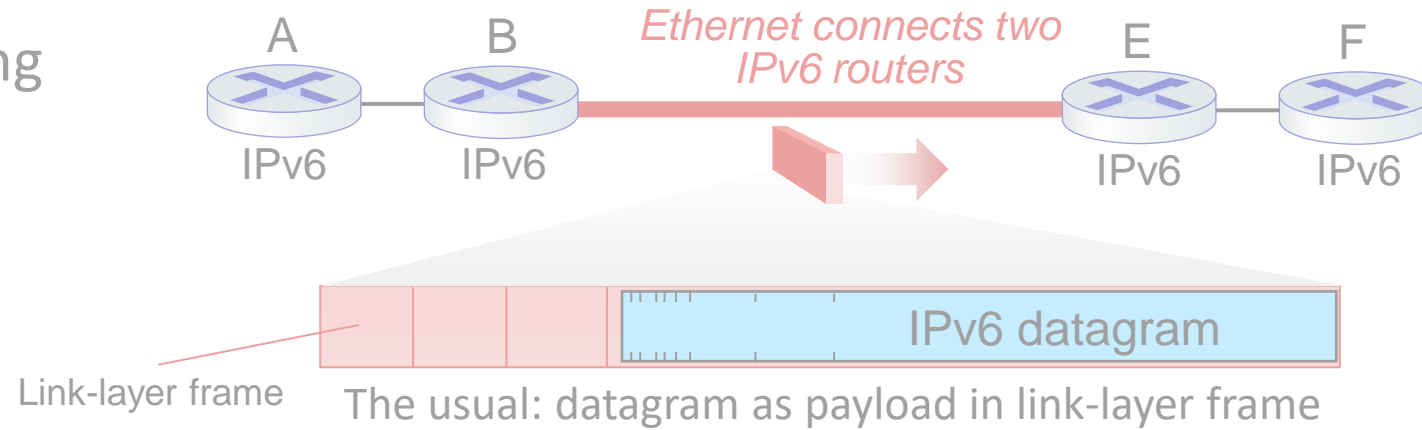 ng
A
B
Ethernet connects two
IPv6 routers
E
F
IPv6
IPv6
IPv6
IPv6
IPv6 datagram
Link-layer frame
The usual: datagram as payload in link-layer frame